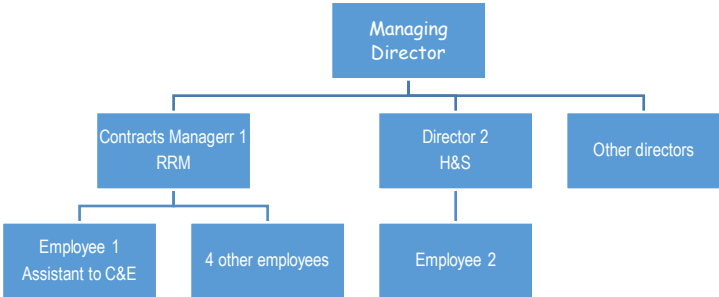 Managing
Director
Contracts Managerr 1
RRM
Director 2
H&S
Other directors
Employee 1
Assistant to C&E
4 other employees
Employee 2